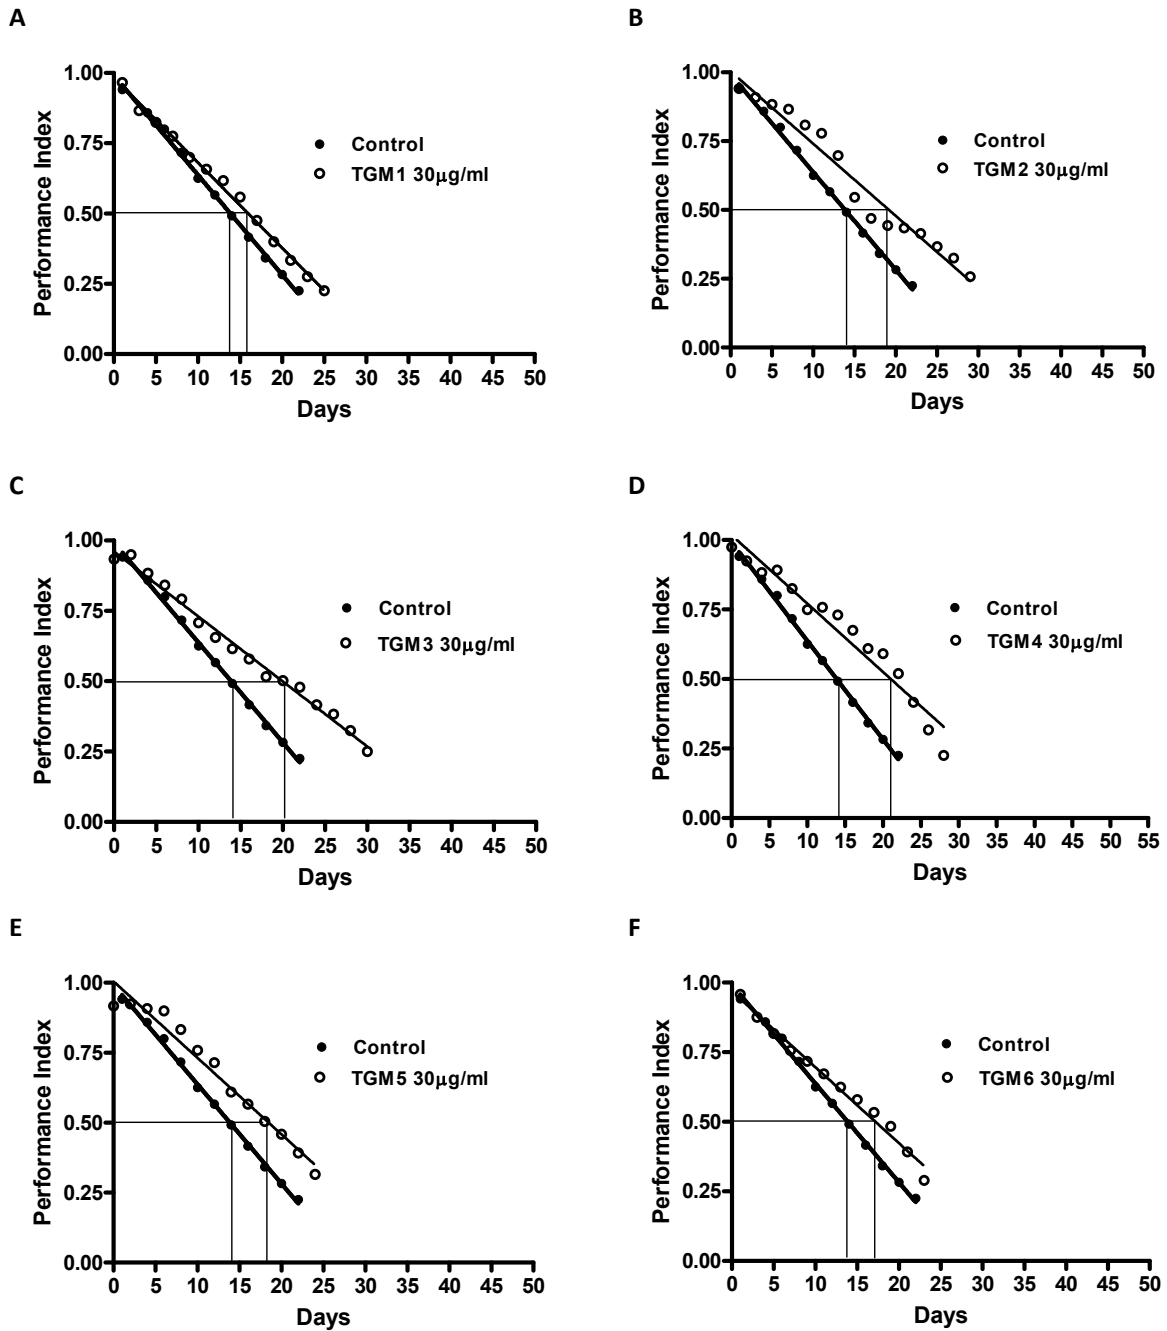 A
Performance Index
1.00
0.75
0.50
0.25
0.00
Control
TGM1 30µg/ml
0 5 10 15 20 25 30 35 40 45 50
Days
B
Performance Index
1.00
0.75
0.50
0.25
0.00
Control
TGM2 30µg/ml
0 5 10 15 20 25 30 35 40 45 50
Days
C
Performance Index
1.00
0.75
0.50
0.25
0.00
Control
TGM3 30µg/ml
0 5 10 15 20 25 30 35 40 45 50
Days
D
Performance Index
1.00
0.75
0.50
0.25
0.00
Control
TGM4 30µg/ml
0 5 10 15 20 25 30 35 40 45 50 55
Days
E
Performance Index
1.00
0.75
0.50
0.25
0.00
Control
TGM5 30µg/ml
0 5 10 15 20 25 30 35 40 45 50
Days
F
Performance Index
1.00
0.75
0.50
0.25
0.00
Control
TGM6 30µg/ml
0 5 10 15 20 25 30 35 40 45 50
Days